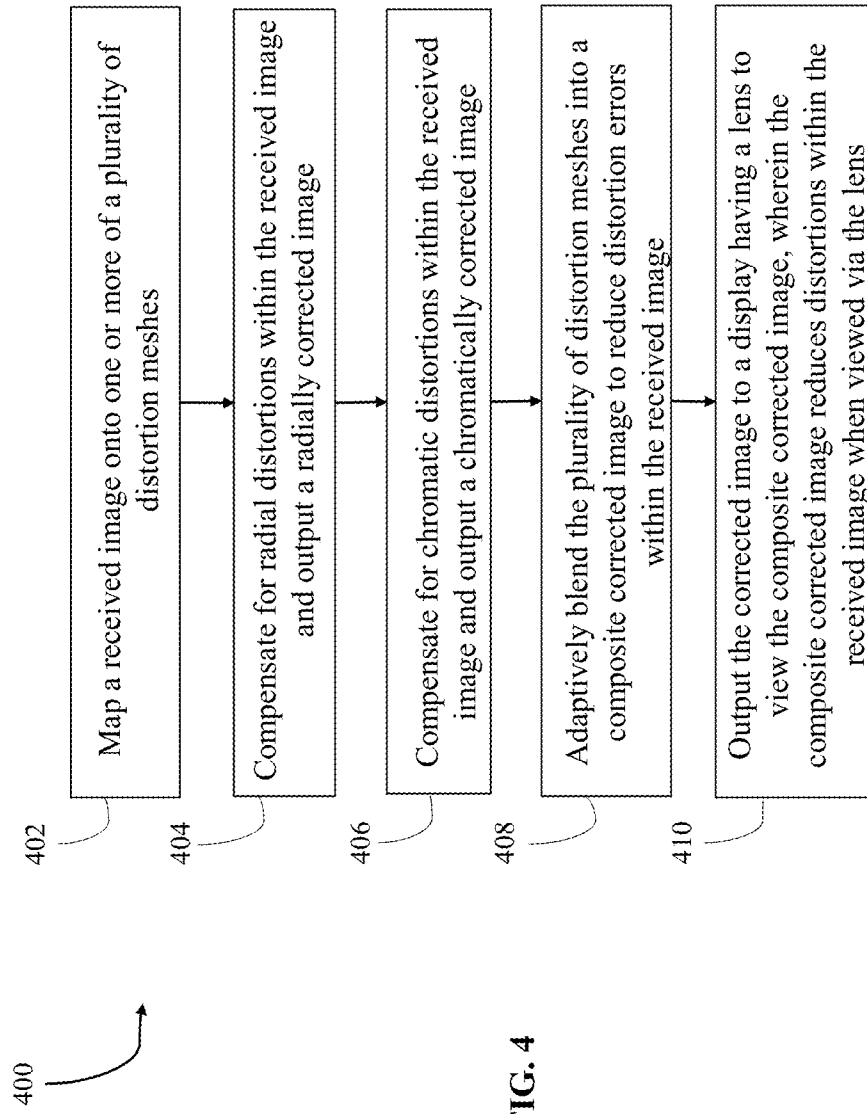 400
402
Map a received image onto one or more of a plurality of
distortion meshes
404
Compensate for radial distortions within the received image
and output a radially corrected image
406
Compensate for chromatic distortions within the received
image and output a chromatically corrected image
408
Adaptively blend the plurality of distortion meshes into a
composite corrected image to reduce distortion errors
within the received image
410
Output the corrected image to a display having a lens to
view the composite corrected image, wherein the
composite corrected image reduces distortions within the
received image when viewed via the lens
FIG. 4